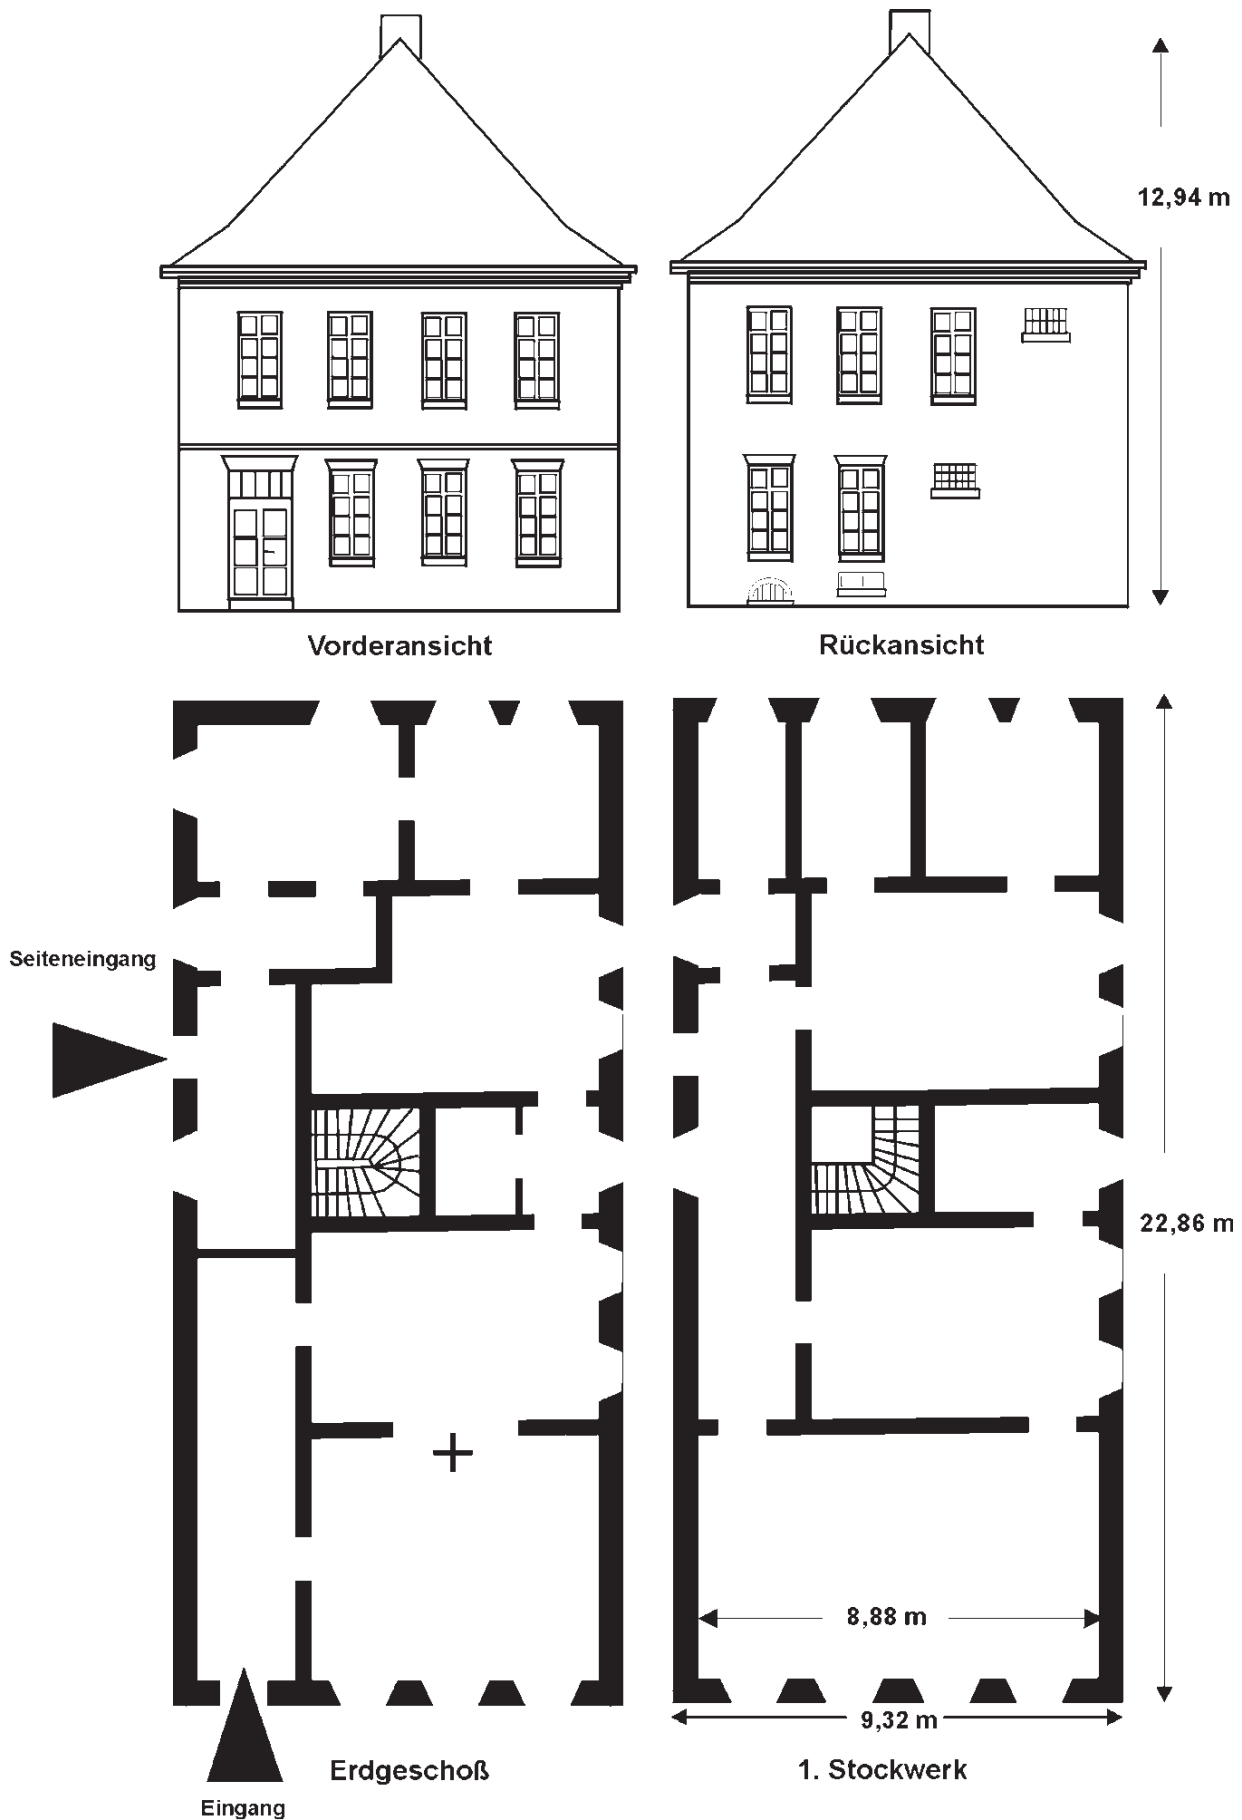 12,94 m
Vorderansicht
Rückansicht
Seiteneingang
22,86 m
8,88 m
9,32 m
Erdgeschoß
1. Stockwerk
Eingang